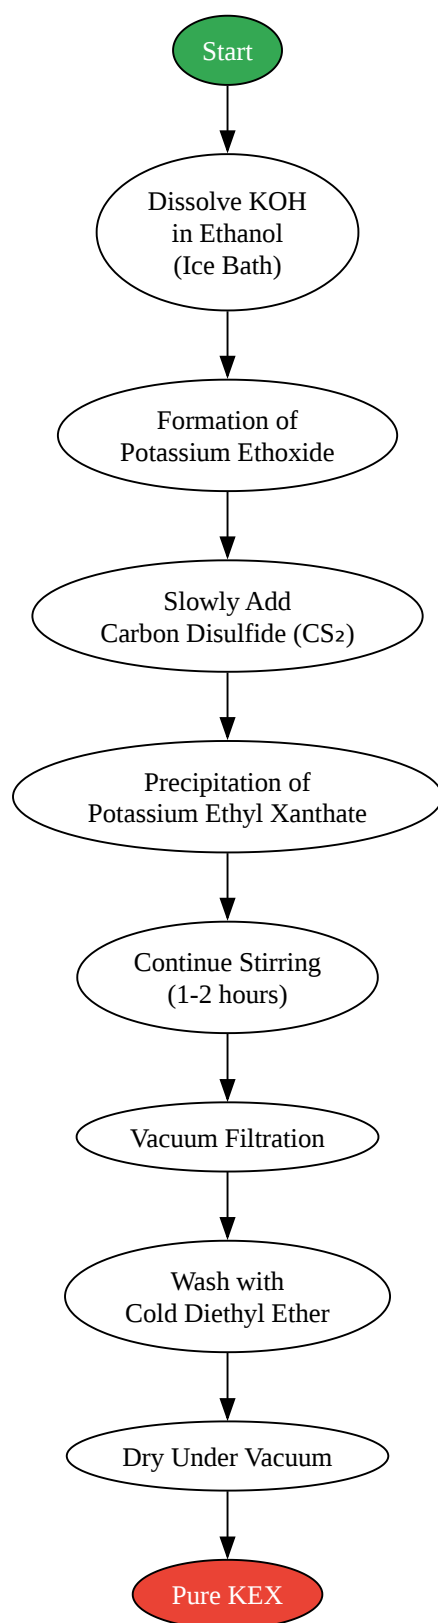 Start
Dissolve KOH
in Ethanol
(Ice Bath)
Formation of
Potassium Ethoxide
Slowly Add
Carbon Disulfide (CS₂)
Precipitation of
Potassium Ethyl Xanthate
Continue Stirring
(1-2 hours)
Vacuum Filtration
Wash with
Cold Diethyl Ether
Dry Under Vacuum
Pure KEX